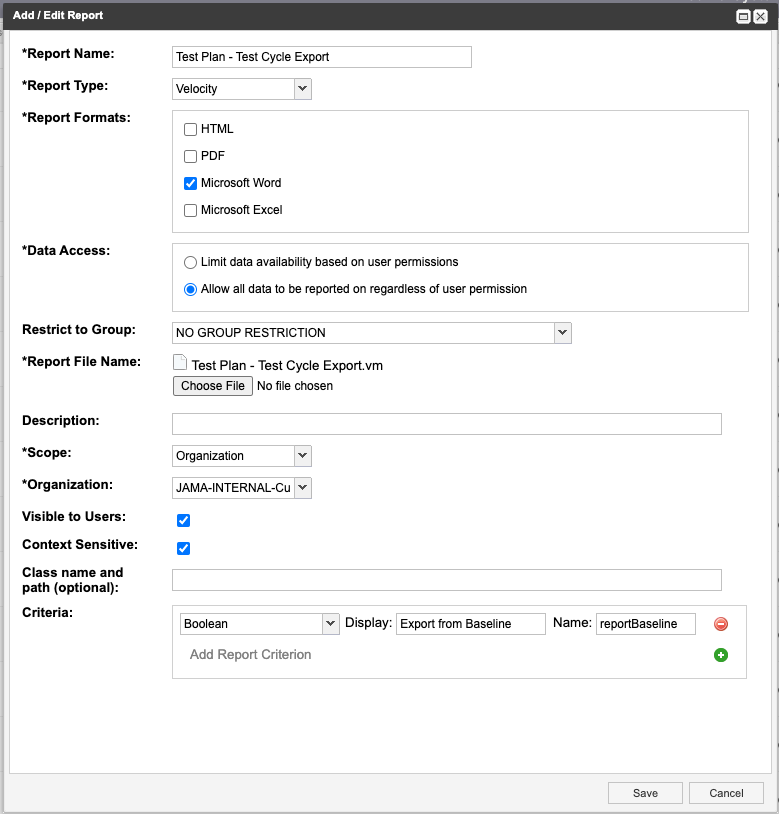 Add / Edit Report
*Report Name: Test Plan - Test Cycle Export
*Report Type: Velocity
*Report Formats: HTML
PDF
Microsoft Word
Microsoft Excel
*Data Access: Limit data availability based on user permissions
Allow all data to be reported on regardless of user permission
Restrict to Group: NO GROUP RESTRICTION
*Report File Name: Test Plan - Test Cycle Export.vm
Choose File No file chosen
Description:
*Scope: Organization
*Organization: JAMA-INTERNAL-Cu
Visible to Users:
Context Sensitive:
Class name and
path (optional):
Criteria: Boolean Display: Export from Baseline Name: reportBaseline
Add Report Criterion
Save Cancel